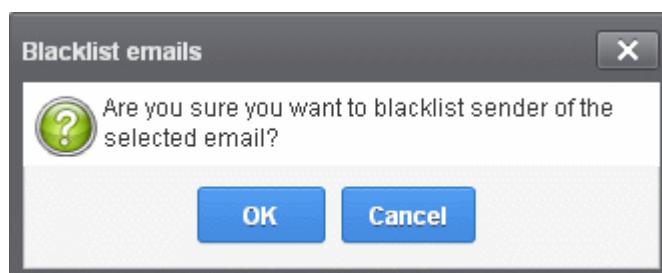 Blacklist emails
Are you sure you want to blacklist sender of the
selected email?
OK Cancel